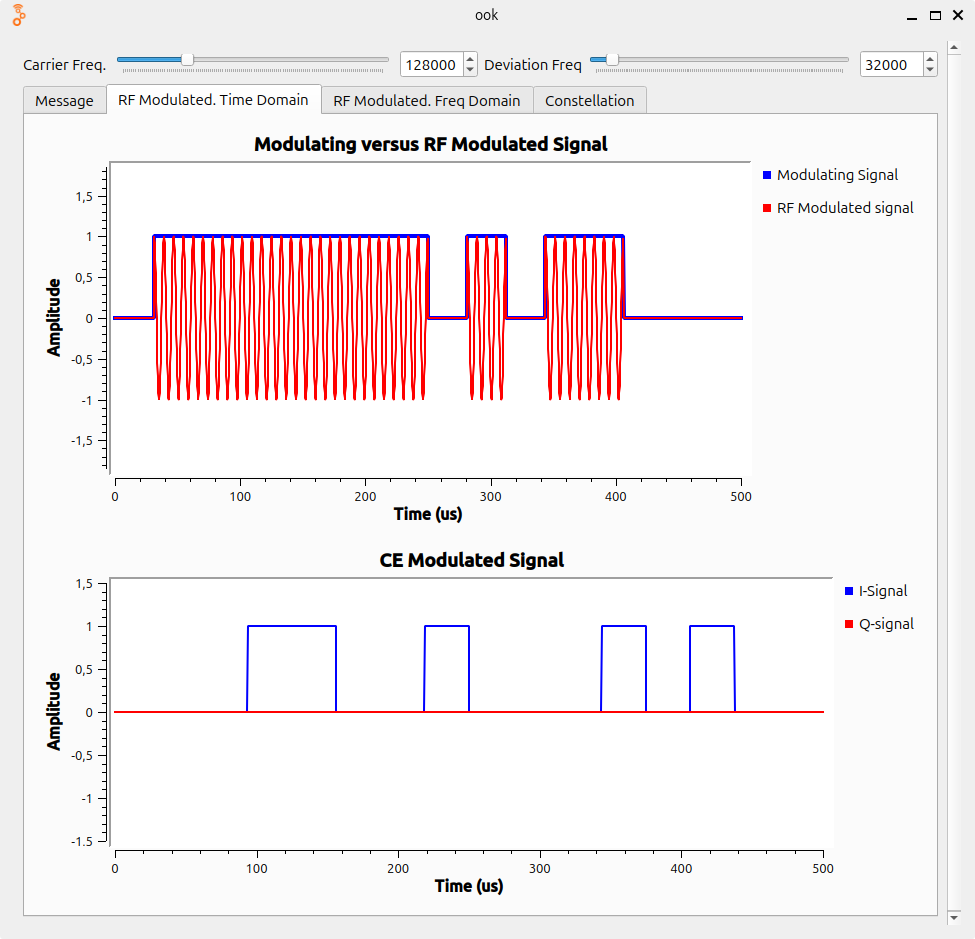 ook
Carrier Freq. 128000 Deviation Freq 32000
Message RF Modulated. Time Domain RF Modulated. Freq Domain Constellation
Modulating versus RF Modulated Signal
Modulating Signal
RF Modulated signal
Amplitude
1,5
1
0,5
0
-0,5
-1
-1,5
0 100 200 300 400 500
Time (us)
CE Modulated Signal
I-Signal
Q-signal
Amplitude
1,5
1
0,5
0
-0,5
-1
-1.5
0 100 200 300 400 500
Time (us)